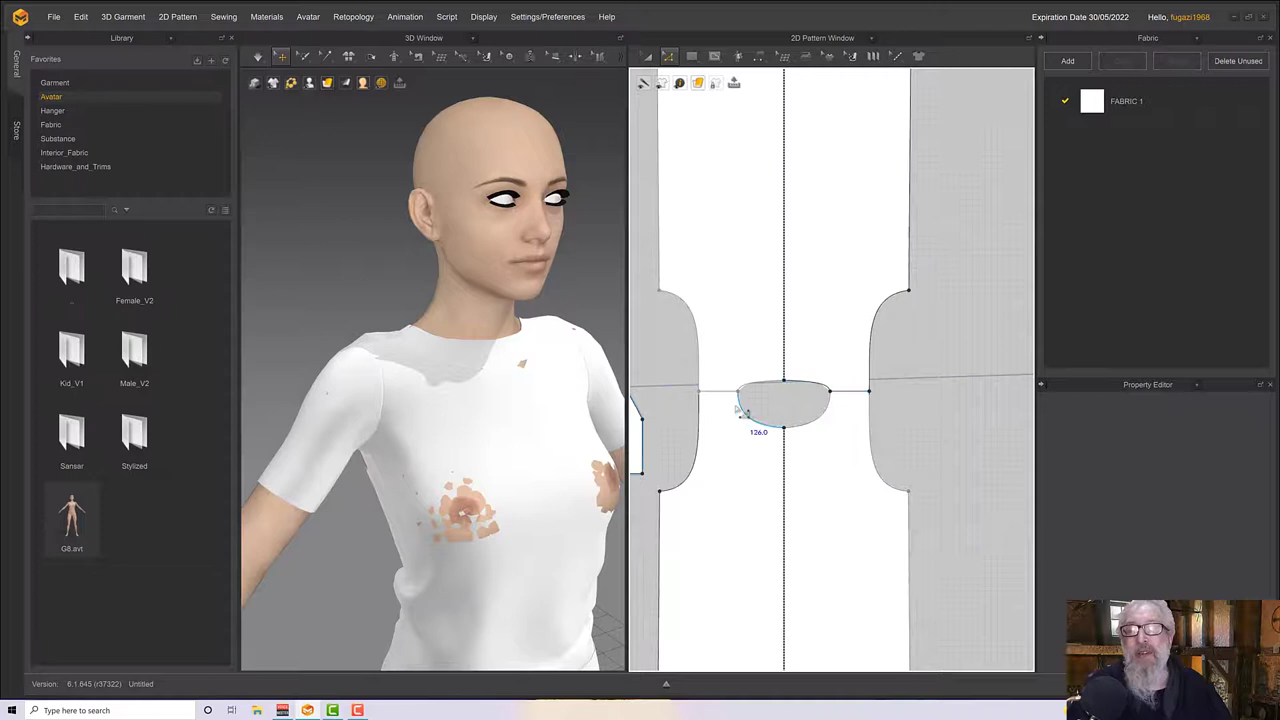 File Edit 3D Garment 2D Pattern Sewing Materials Avatar Retopology Animation Script Display Settings/Preferences Help Expiration Date 30/05/2022 Hello, fugazi1968
Library 3D Window 2D Pattern Window Fabric
General
Store
Favorites
Garment
Avatar
Hanger
Fabric
Substance
Interior_Fabric
Hardware_and_Trims
Add Delete Unused
FABRIC 1
..
Female_V2
Kid_V1
Male_V2
Sansar
Stylized
G8.avt
126.0
Property Editor
Version: 6.1.645 (r37322) Untitled
Type here to search